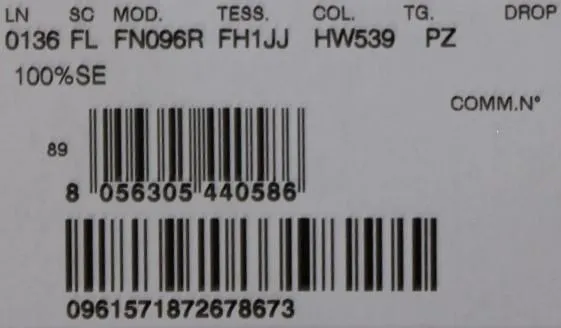 LN SC MOD. TESS. COL. TG. DROP
0136 FL FN096R FH1JJ HW539 PZ
100%SE
COMM.N°
89
8 056305 440586
0961571872678673